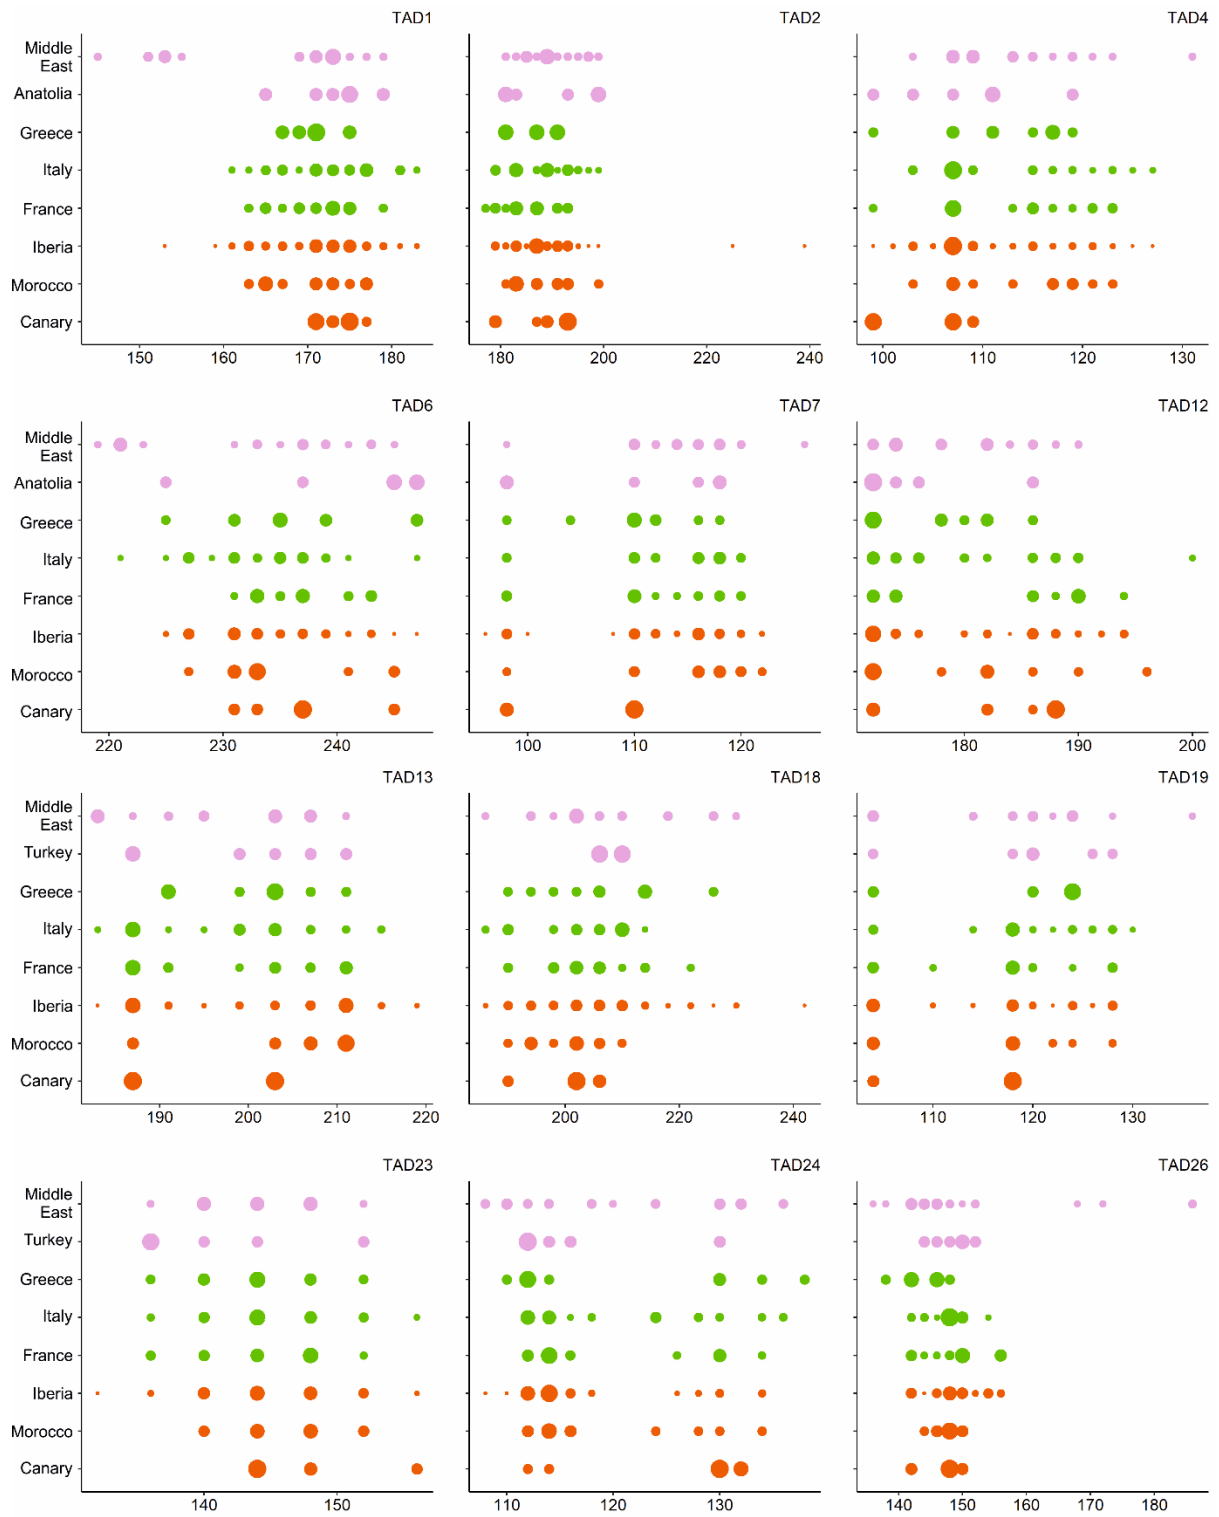 TAD1
TAD2
TAD4
Middle
East
Anatolia
Greece
Italy
France
Iberia
Morocco
Canary
150 160 170 180
180 200 220 240
100 110 120 130
TAD6
TAD7
TAD12
Middle
East
Anatolia
Greece
Italy
France
Iberia
Morocco
Canary
220 230 240
100 110 120
180 190 200
TAD13
TAD18
TAD19
Middle
East
Turkey
Greece
Italy
France
Iberia
Morocco
Canary
190 200 210 220
200 220 240
110 120 130
TAD23
TAD24
TAD26
Middle
East
Turkey
Greece
Italy
France
Iberia
Morocco
Canary
140 150
110 120 130
140 150 160 170 180